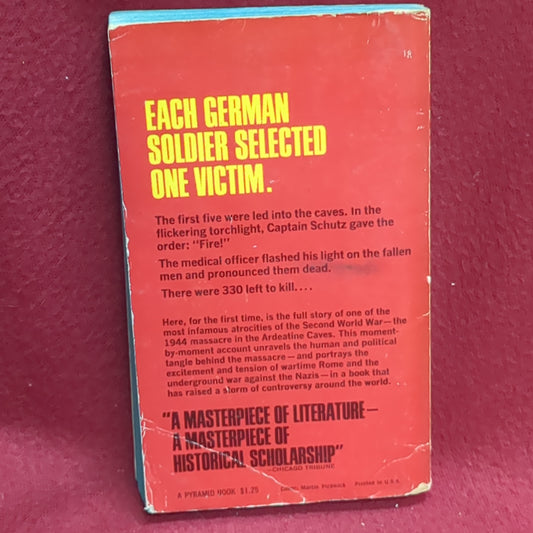 18
EACH GERMAN
SOLDIER SELECTED
ONE VICTIM.
The first five were led into the caves. In the
flickering torchlight, Captain Schutz gave the
order: "Fire!"
The medical officer flashed his light on the fallen
men and pronounced them dead.
There were 330 left to kill....
Here, for the first time, is the full story of one of the
most infamous atrocities of the Second World War—the
1944 massacre in the Ardeatine Caves. This moment-
by-moment account unravels the human and political
tangle behind the massacre—and portrays the
excitement and tension of wartime Rome and the
underground war against the Nazis—in a book that
has raised a storm of controversy around the world.
"A MASTERPIECE OF LITERATURE—
A MASTERPIECE OF
HISTORICAL SCHOLARSHIP"
—CHICAGO TRIBUNE
A PYRAMID BOOK $1.25 Martin Printed in U.S.A.